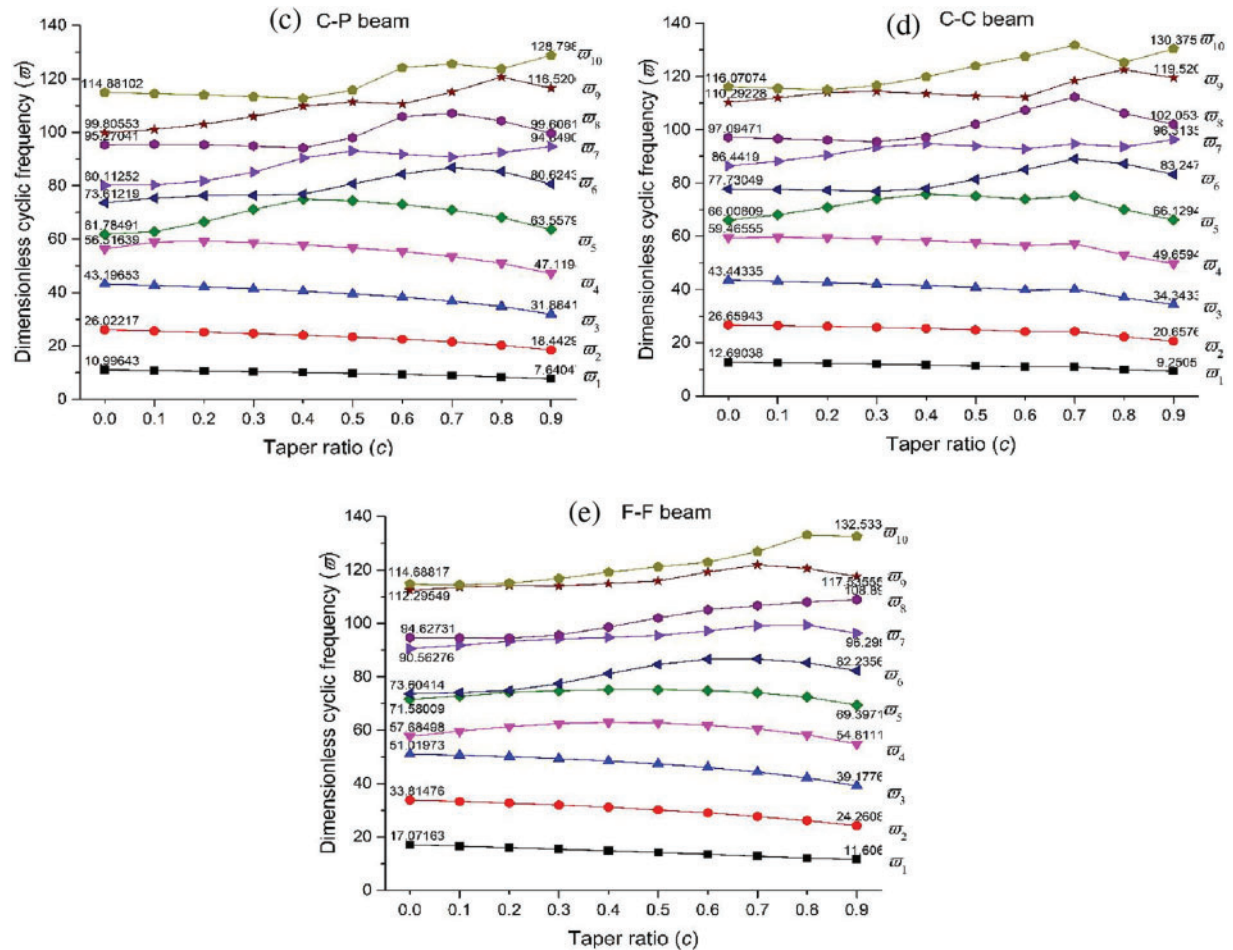 (c) C-P beam
Dimensionless cyclic frequency (ϖ)
140
120
100
80
60
40
20
0
114.88102
99.80553
95.27041
80.11252
73.61219
61.78491
56.51639
43.19653
26.02217
10.99643
128.798
116.520
99.6061
94.6490
80.6243
63.5579
47.119
31.8841
18.4429
7.6404
ϖ10
ϖ9
ϖ8
ϖ7
ϖ6
ϖ5
ϖ4
ϖ3
ϖ2
ϖ1
0.0 0.1 0.2 0.3 0.4 0.5 0.6 0.7 0.8 0.9
Taper ratio (c)
(d) C-C beam
Dimensionless cyclic frequency (ϖ)
140
120
100
80
60
40
20
0
116.07074
110.29228
97.09471
86.4419
77.73049
66.00809
59.46555
43.44335
26.65943
12.69038
130.375
119.520
102.053
96.3135
83.247
66.1294
49.6594
34.3433
20.6576
9.2505
ϖ10
ϖ9
ϖ8
ϖ7
ϖ6
ϖ5
ϖ4
ϖ3
ϖ2
ϖ1
0.0 0.1 0.2 0.3 0.4 0.5 0.6 0.7 0.8 0.9
Taper ratio (c)
(e) F-F beam
Dimensionless cyclic frequency (ϖ)
140
120
100
80
60
40
20
0
114.68817
112.29549
94.62731
90.56276
73.60414
71.58009
57.68498
51.01973
33.81476
17.07163
132.533
117.53555
108.89
96.295
82.2356
69.3971
54.8111
39.1776
24.2608
11.606
ϖ10
ϖ9
ϖ8
ϖ7
ϖ6
ϖ5
ϖ4
ϖ3
ϖ2
ϖ1
0.0 0.1 0.2 0.3 0.4 0.5 0.6 0.7 0.8 0.9
Taper ratio (c)